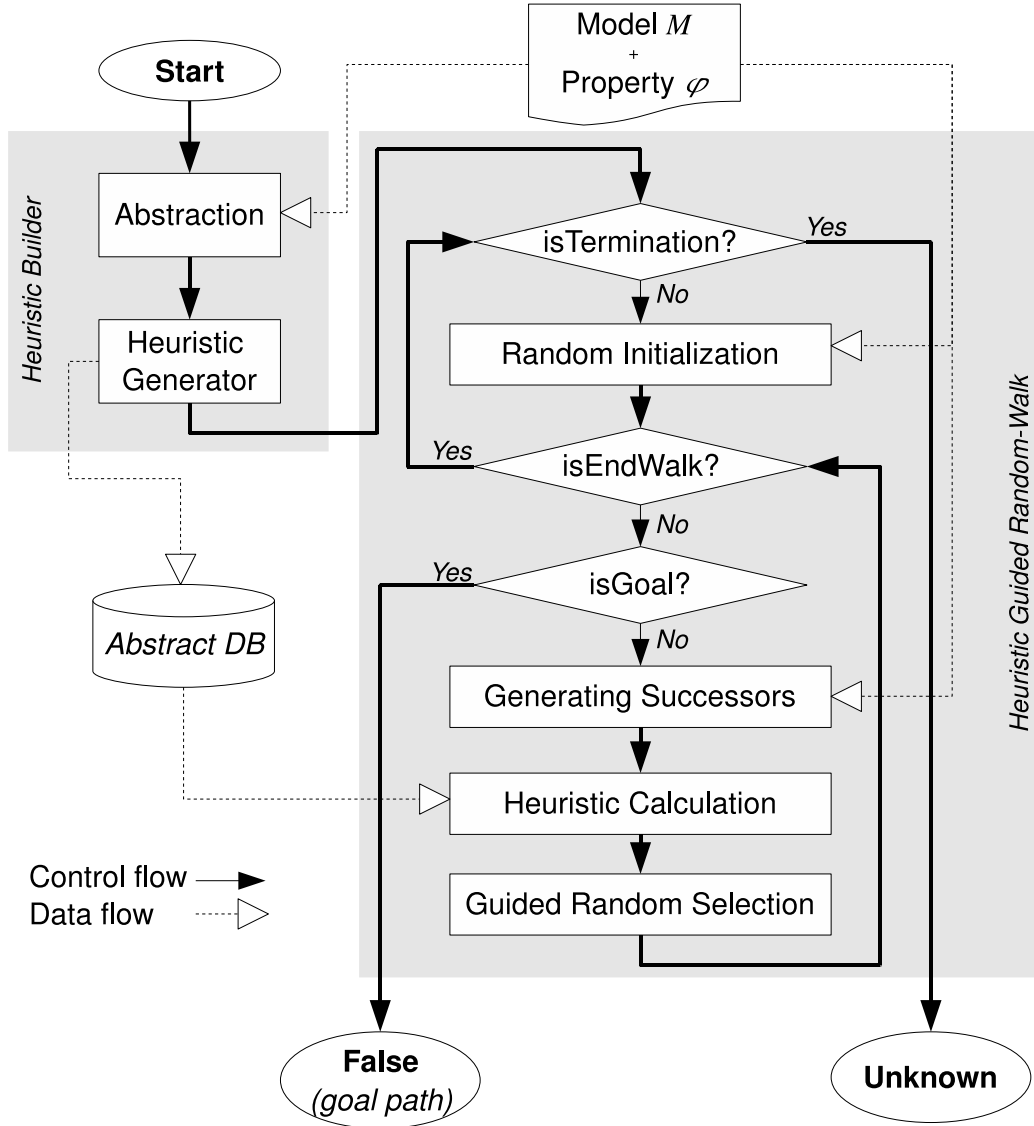 Model M
+
Property φ
Start
Heuristic Builder
Abstraction
Heuristic
Generator
isTermination?
Yes
No
Random Initialization
Yes
isEndWalk?
No
Yes
isGoal?
No
Abstract DB
Generating Successors
Heuristic Calculation
Guided Random Selection
Heuristic Guided Random-Walk
Control flow
Data flow
False
(goal path)
Unknown